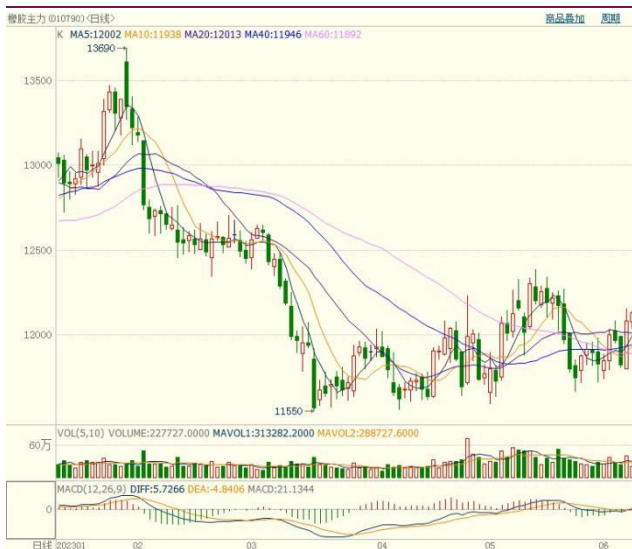 橡胶主力 (010790) <日线> 商品叠加 周期
K MA5:12002 MA10:11938 MA20:12013 MA40:11946 MA60:11892
13690→
13500
13000
12500
12000
11550→
VOL(5,10) VOLUME:227727.0000 MAVOL1:313282.2000 MAVOL2:288727.6000
60万
MACD(12,26,9) DIFF:5.7266 DEA:-4.8406 MACD:21.1344
0
日线 202301 02 03 04 05 06